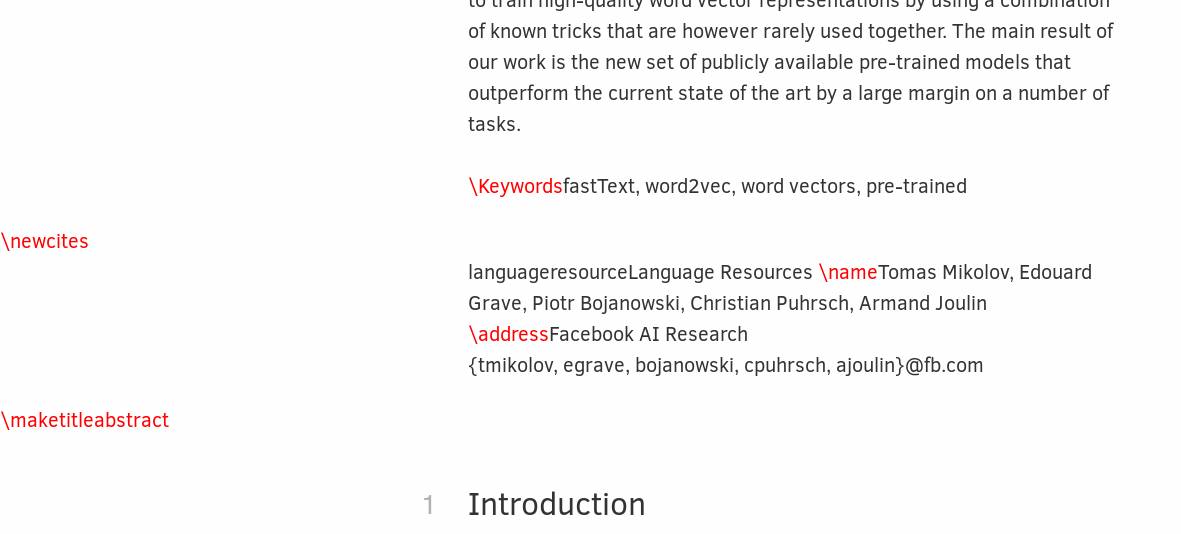 to train high-quality word vector representations by using a combination
of known tricks that are however rarely used together. The main result of
our work is the new set of publicly available pre-trained models that
outperform the current state of the art by a large margin on a number of
tasks.
\KeywordsfastText, word2vec, word vectors, pre-trained
\newcites
languageresourceLanguage Resources \nameTomas Mikolov, Edouard
Grave, Piotr Bojanowski, Christian Puhrsch, Armand Joulin
\addressFacebook AI Research
{tmikolov, egrave, bojanowski, cpuhrsch, ajoulin}@fb.com
\maketitleabstract
1 Introduction